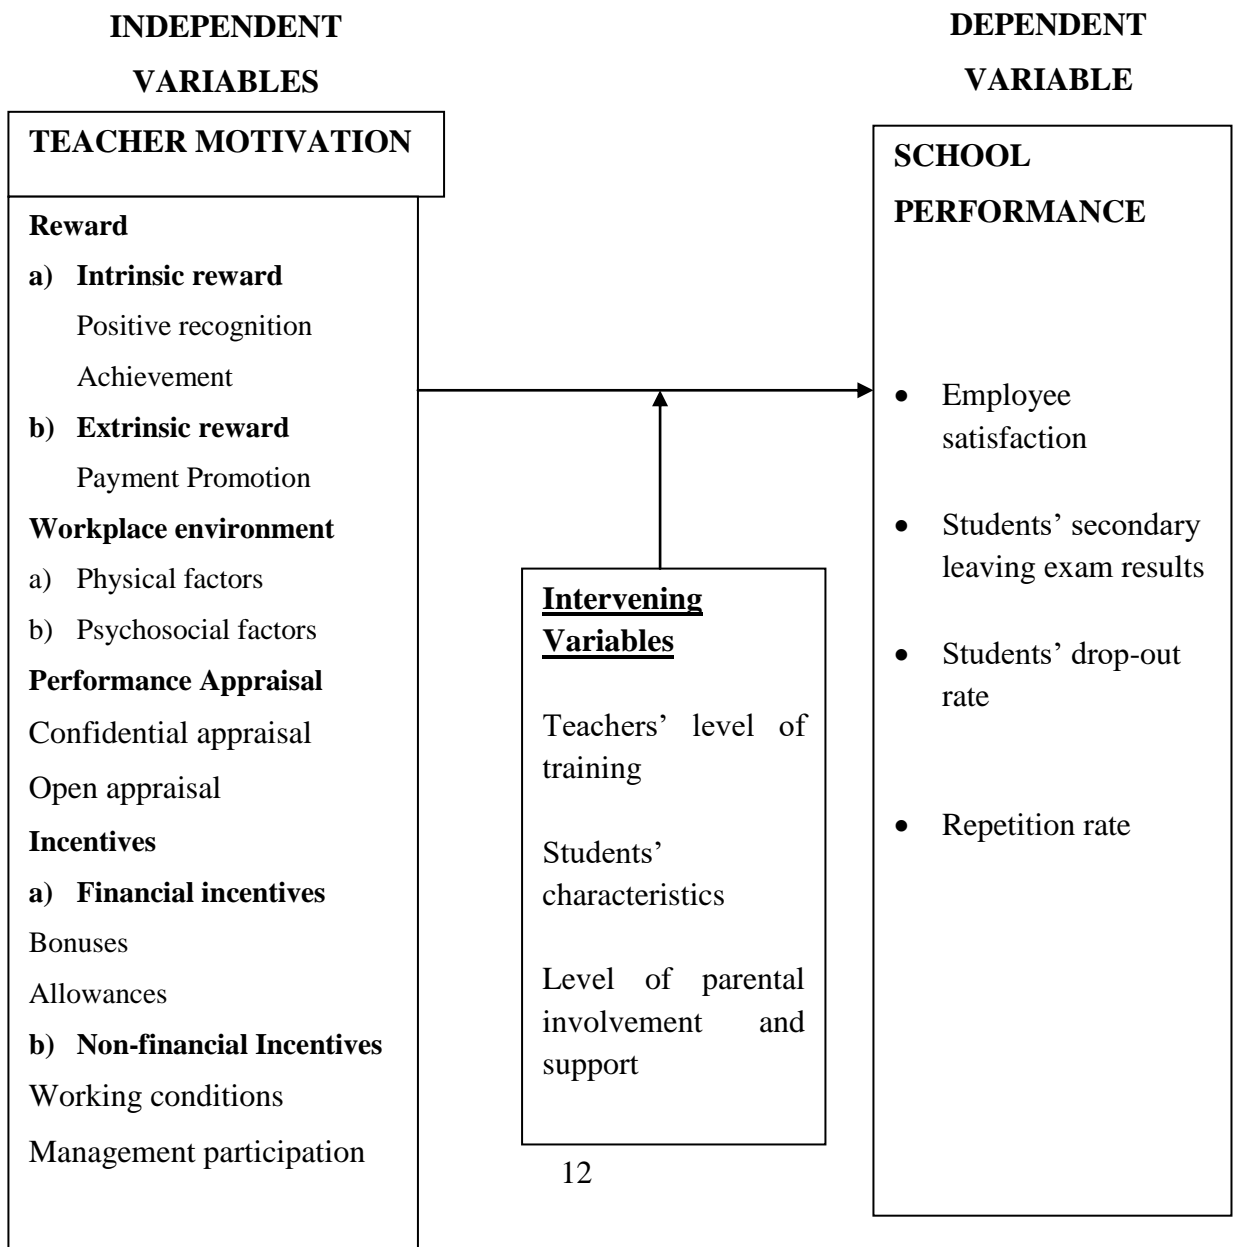 INDEPENDENT
VARIABLES
TEACHER MOTIVATION
Reward
a) Intrinsic reward
Positive recognition
Achievement
b) Extrinsic reward
Payment Promotion
Workplace environment
a) Physical factors
b) Psychosocial factors
Performance Appraisal
Confidential appraisal
Open appraisal
Incentives
a) Financial incentives
Bonuses
Allowances
b) Non-financial Incentives
Working conditions
Management participation
Intervening
Variables
Teachers’ level of
training
Students’
characteristics
Level of parental
involvement and
support
DEPENDENT
VARIABLE
SCHOOL
PERFORMANCE
• Employee
satisfaction
• Students’ secondary
leaving exam results
• Students’ drop-out
rate
• Repetition rate
12